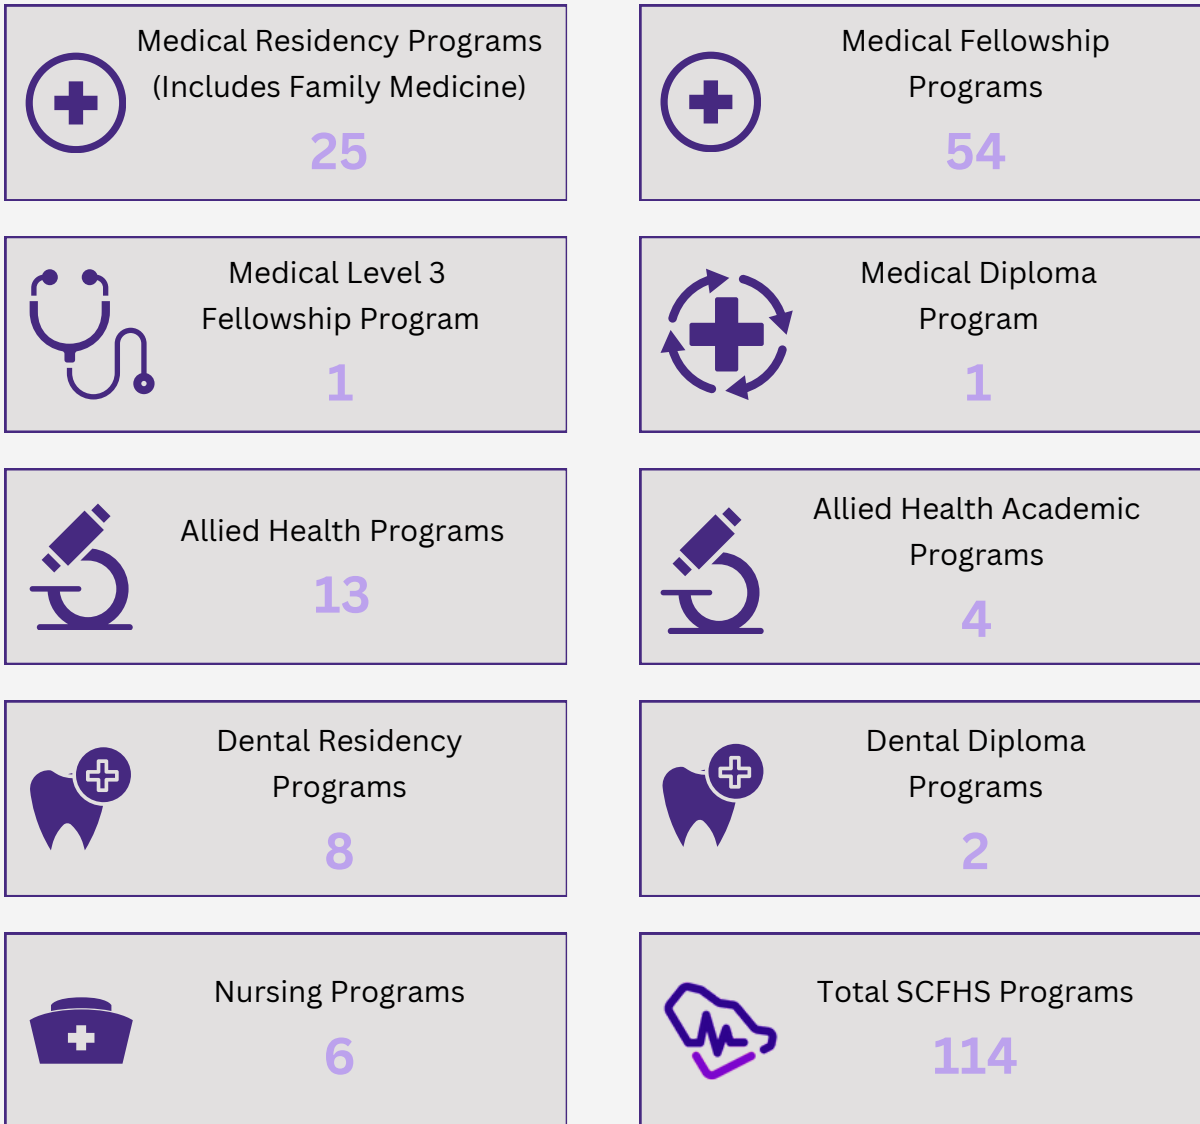 Medical Residency Programs
(Includes Family Medicine)
25
Medical Fellowship
Programs
54
Medical Level 3
Fellowship Program
1
Medical Diploma
Program
1
Allied Health Programs
13
Allied Health Academic
Programs
4
Dental Residency
Programs
8
Dental Diploma
Programs
2
Nursing Programs
6
Total SCFHS Programs
114